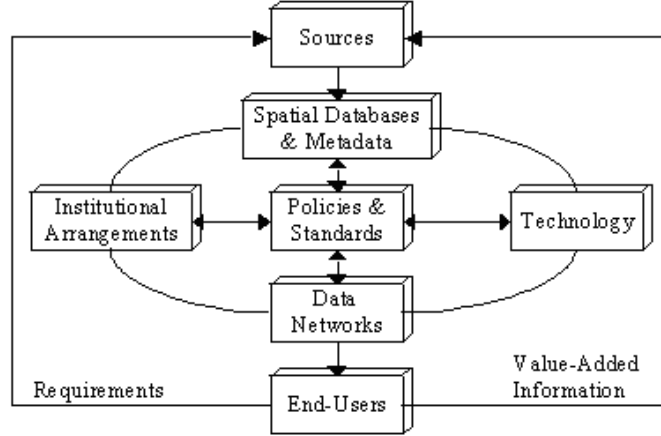 Sources
Spatial Databases
& Metadata
Institutional
Arrangements
Policies &
Standards
Technology
Data
Networks
Requirements
End-Users
Value-Added
Information